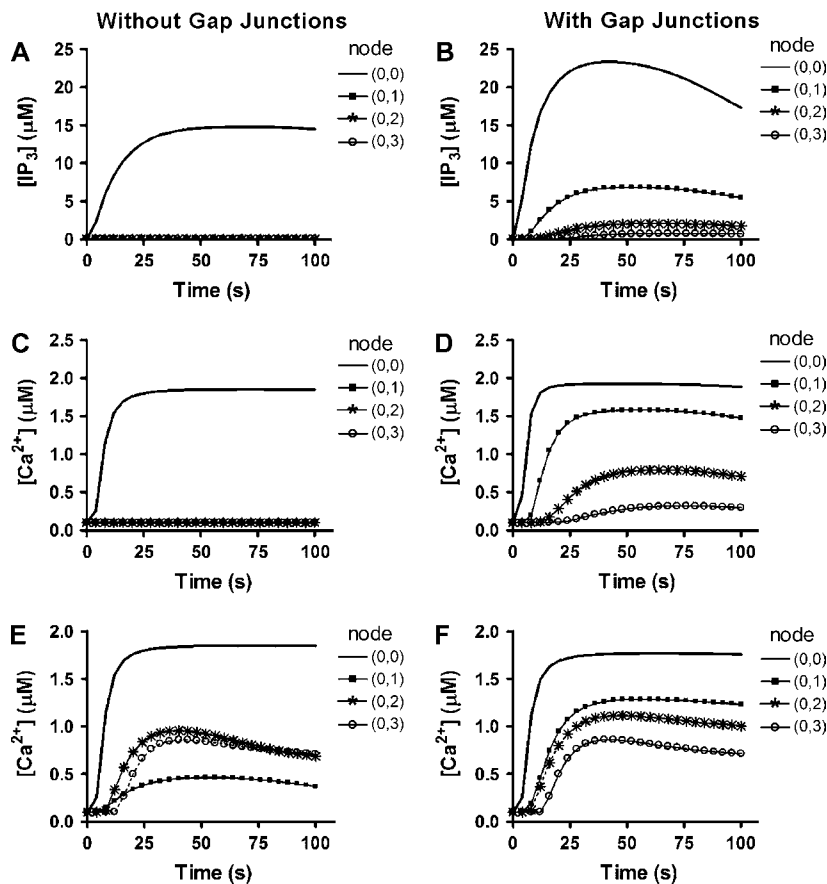 Without Gap Junctions
With Gap Junctions
A
node
(0,0)
(0,1)
(0,2)
(0,3)
[IP3] (μM)
25
20
15
10
5
0
0 25 50 75 100
Time (s)
B
node
(0,0)
(0,1)
(0,2)
(0,3)
[IP3] (μM)
25
20
15
10
5
0
0 25 50 75 100
Time (s)
C
node
(0,0)
(0,1)
(0,2)
(0,3)
[Ca2+] (μM)
2.5
2.0
1.5
1.0
0.5
0.0
0 25 50 75 100
Time (s)
D
node
(0,0)
(0,1)
(0,2)
(0,3)
[Ca2+] (μM)
2.5
2.0
1.5
1.0
0.5
0.0
0 25 50 75 100
Time (s)
E
node
(0,0)
(0,1)
(0,2)
(0,3)
[Ca2+] (μM)
2.0
1.5
1.0
0.5
0.0
0 25 50 75 100
Time (s)
F
node
(0,0)
(0,1)
(0,2)
(0,3)
[Ca2+] (μM)
2.0
1.5
1.0
0.5
0.0
0 25 50 75 100
Time (s)